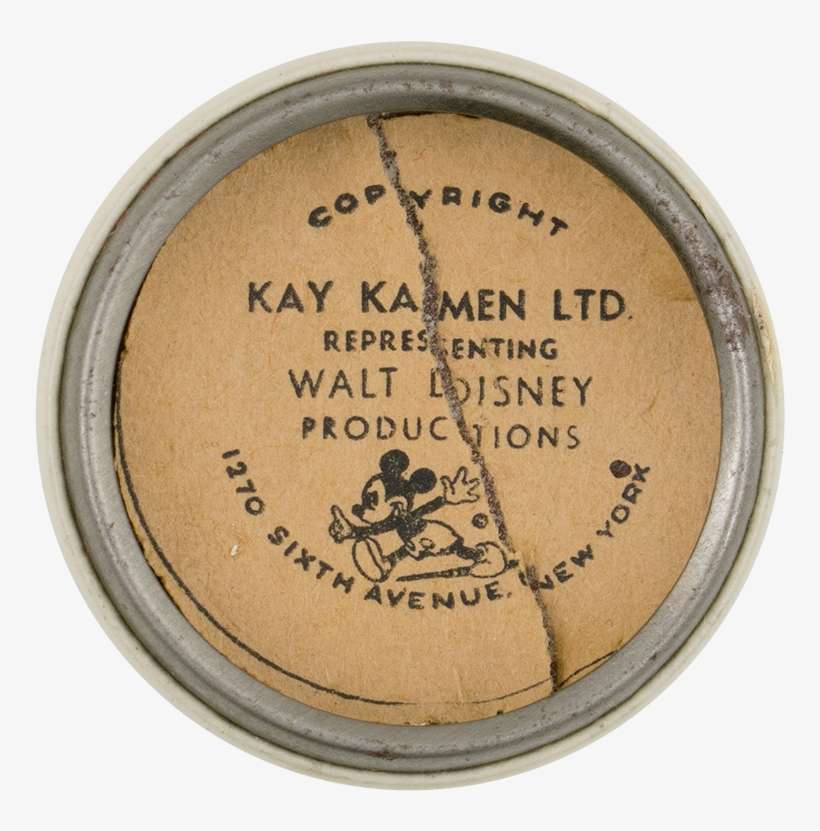 COPYRIGHT
KAY KAMEN LTD.
REPRESENTING
WALT DISNEY
PRODUCTIONS
1270 SIXTH AVENUE. NEW YORK